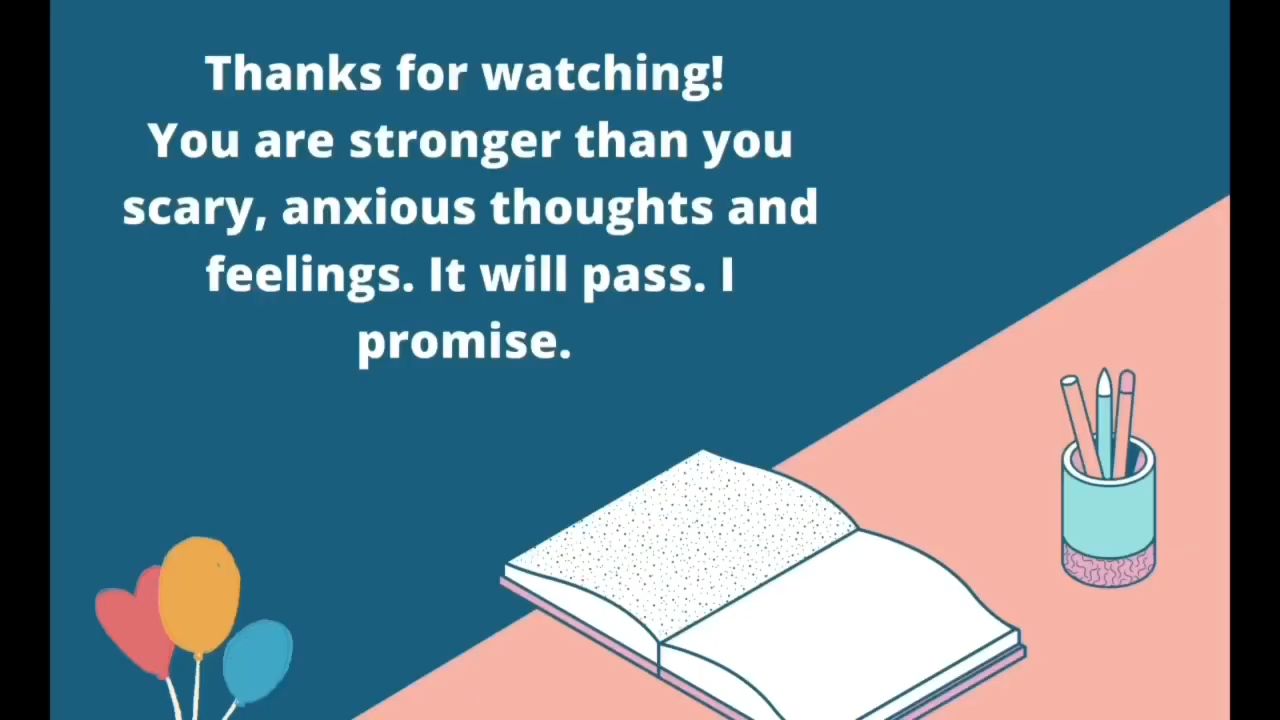 Thanks for watching!
You are stronger than you
scary, anxious thoughts and
feelings. It will pass. I
promise.